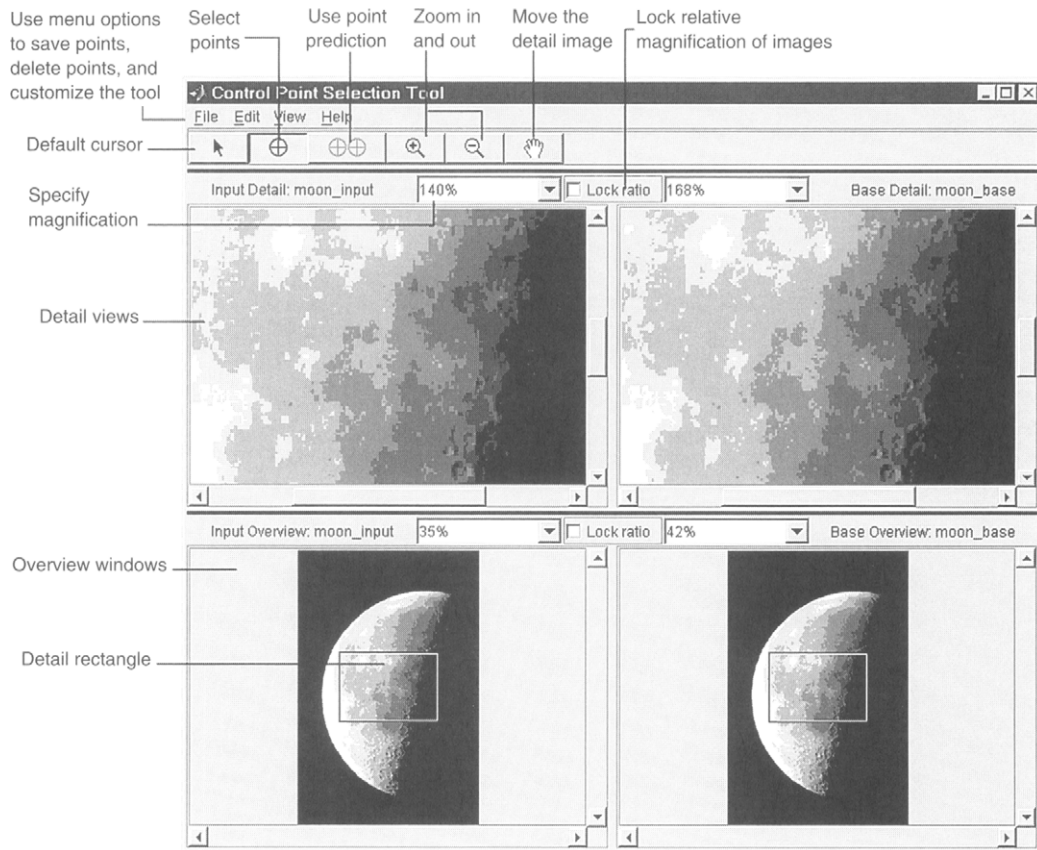 Use menu options
to save points,
delete points, and
customize the tool
Select
points
Use point
prediction
Zoom in
and out
Move the
detail image
Lock relative
magnification of images
Control Point Selection Tool
File Edit View Help
Default cursor
Specify
magnification
Input Detail: moon_input 140% Lock ratio 168% Base Detail: moon_base
Detail views
Input Overview: moon_input 35% Lock ratio 42% Base Overview: moon_base
Overview windows
Detail rectangle